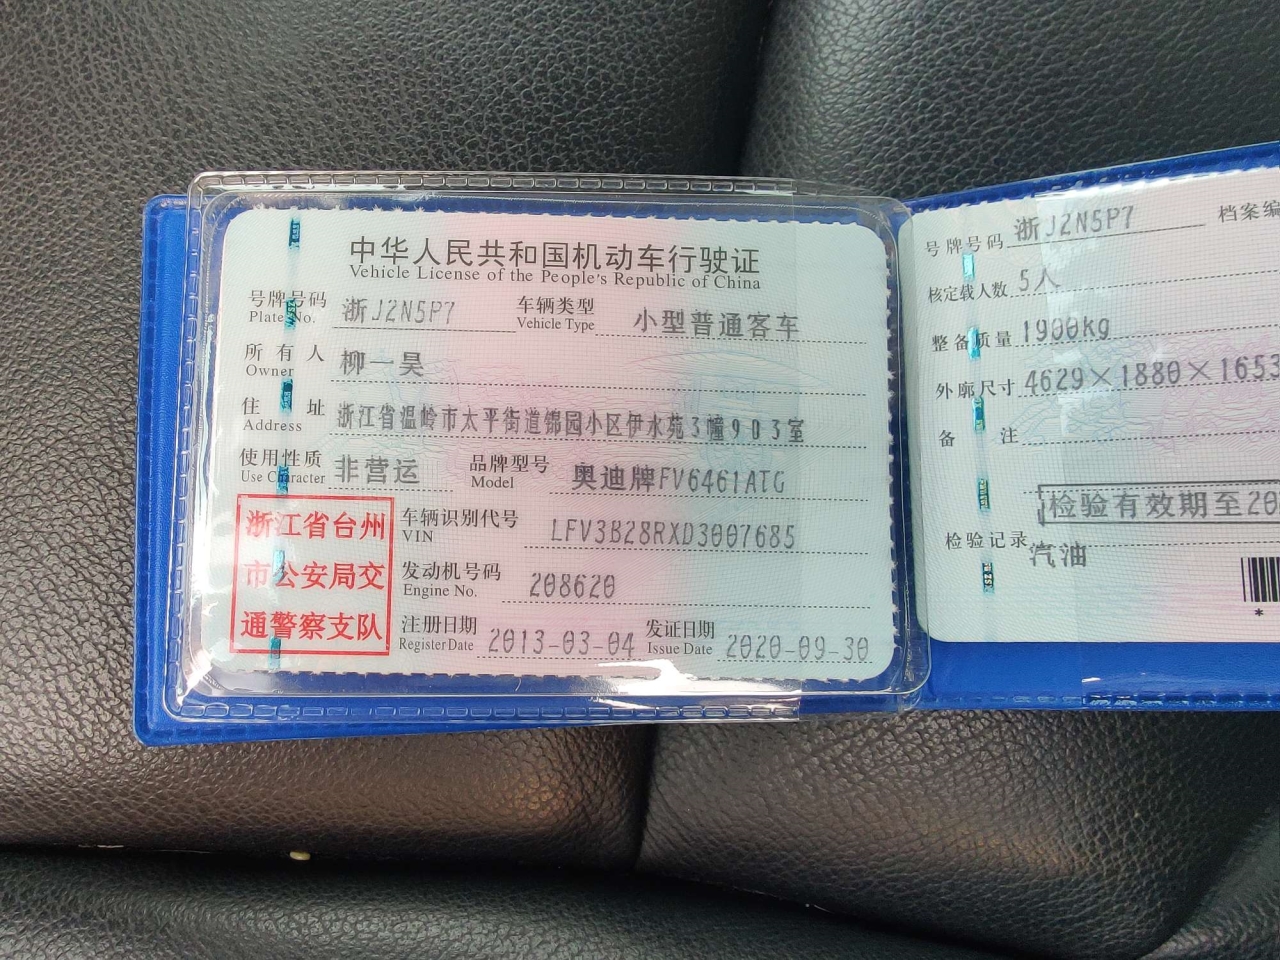 中华人民共和国机动车行驶证
Vehicle License of the People's Republic of China
号牌号码 浙J2N5P7 车辆类型 小型普通客车
Plate No. Vehicle Type
所有人 柳一昊
Owner
住址 浙江省温岭市太平街道锦园小区伊水苑3幢903室
Address
使用性质 非营运 品牌型号 奥迪牌FV6461ATG
Use Character Model
浙江省台州
市公安局交
通警察支队
车辆识别代号 LFV3B28RXD3007685
VIN
发动机号码 208620
Engine No.
注册日期 2013-03-04 发证日期 2020-09-30
Register Date Issue Date
号牌号码 浙J2N5P7 档案编
核定载人数 5人
整备质量 1900kg
外廓尺寸 4629×1880×1653
备注
检验有效期至20
检验记录
汽油
*